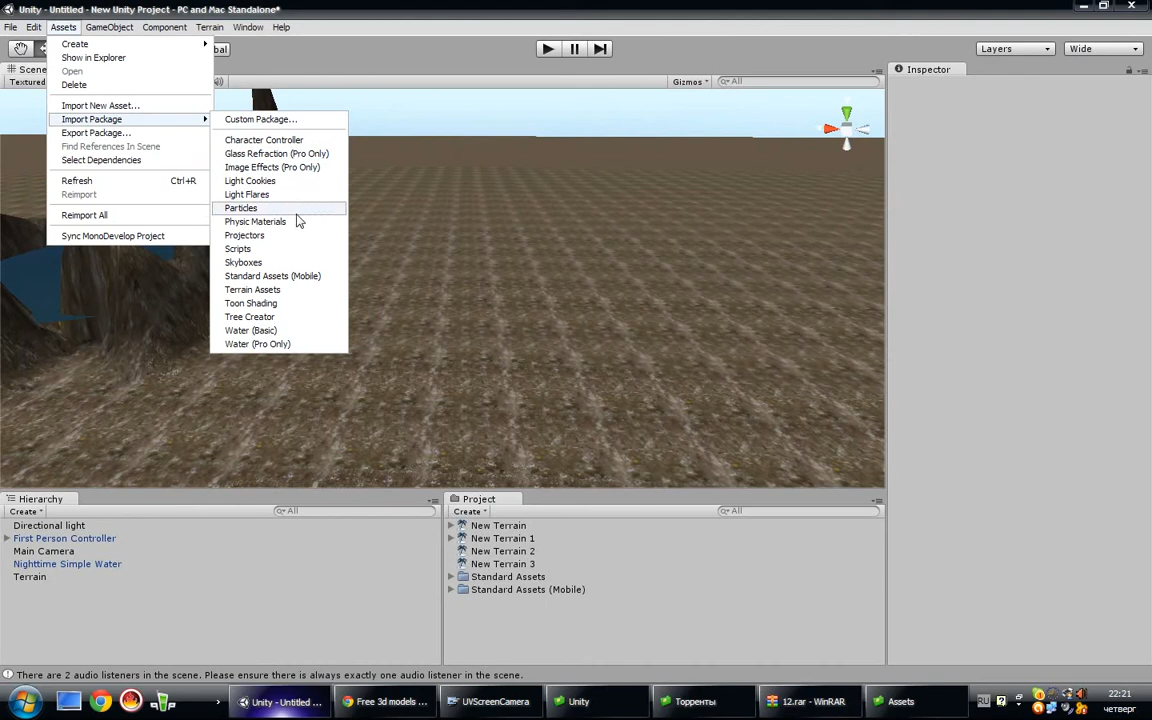 Unity - Untitled - New Unity Project - PC and Mac Standalone*
File Edit Assets GameObject Component Terrain Window Help
bal
Layers
Wide
Scene
Textured
Gizmos
All
Inspector
Create
Show in Explorer
Open
Delete
Import New Asset...
Import Package
Export Package...
Find References In Scene
Select Dependencies
Refresh Ctrl+R
Reimport
Reimport All
Sync MonoDevelop Project
Custom Package...
Character Controller
Glass Refraction (Pro Only)
Image Effects (Pro Only)
Light Cookies
Light Flares
Particles
Physic Materials
Projectors
Scripts
Skyboxes
Standard Assets (Mobile)
Terrain Assets
Toon Shading
Tree Creator
Water (Basic)
Water (Pro Only)
Hierarchy
Create
All
Directional light
First Person Controller
Main Camera
Nighttime Simple Water
Terrain
Project
Create
All
New Terrain
New Terrain 1
New Terrain 2
New Terrain 3
Standard Assets
Standard Assets (Mobile)
There are 2 audio listeners in the scene. Please ensure there is always exactly one audio listener in the scene.
Unity - Untitled ...
Free 3d models ...
UVScreenCamera
Unity
Торренты
12.rar - WinRAR
Assets
RU
22:21
четверг